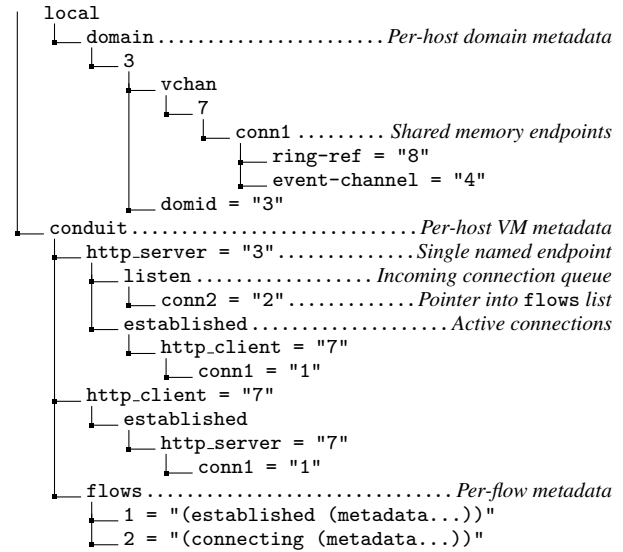 local
domain.......................Per-host domain metadata
3
vchan
7
conn1.........Shared memory endpoints
ring-ref = "8"
event-channel = "4"
domid = "3"
conduit.............................Per-host VM metadata
http_server = "3"..............Single named endpoint
listen..................Incoming connection queue
conn2 = "2".............Pointer into flows list
established....................Active connections
http_client = "7"
conn1 = "1"
http_client = "7"
established
http_server = "7"
conn1 = "1"
flows...............................Per-flow metadata
1 = "(established (metadata...))"
2 = "(connecting (metadata...))"